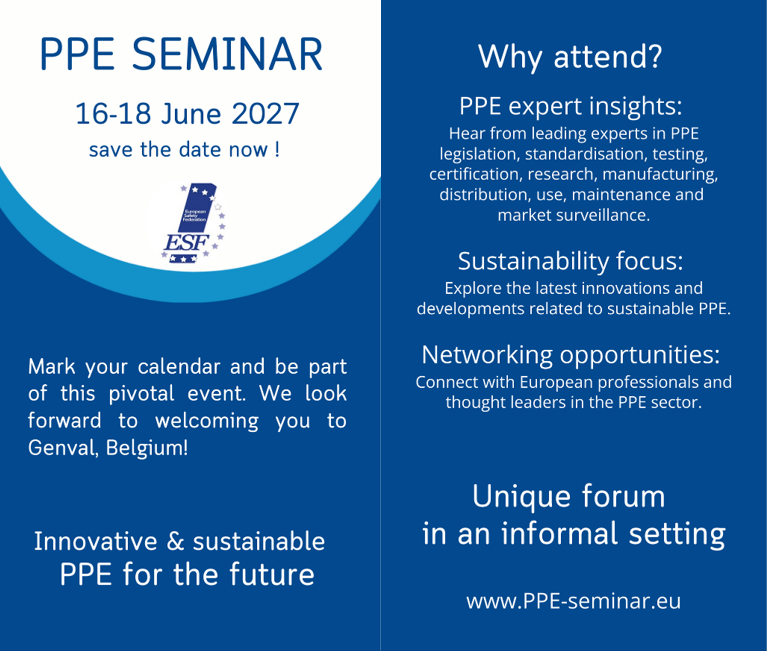 PPE SEMINAR
16-18 June 2027
save the date now !
European
Safety
Federation
ESF
Mark your calendar and be part
of this pivotal event. We look
forward to welcoming you to
Genval, Belgium!
Innovative & sustainable
PPE for the future
Why attend?
PPE expert insights:
Hear from leading experts in PPE
legislation, standardisation, testing,
certification, research, manufacturing,
distribution, use, maintenance and
market surveillance.
Sustainability focus:
Explore the latest innovations and
developments related to sustainable PPE.
Networking opportunities:
Connect with European professionals and
thought leaders in the PPE sector.
Unique forum
in an informal setting
www.PPE-seminar.eu